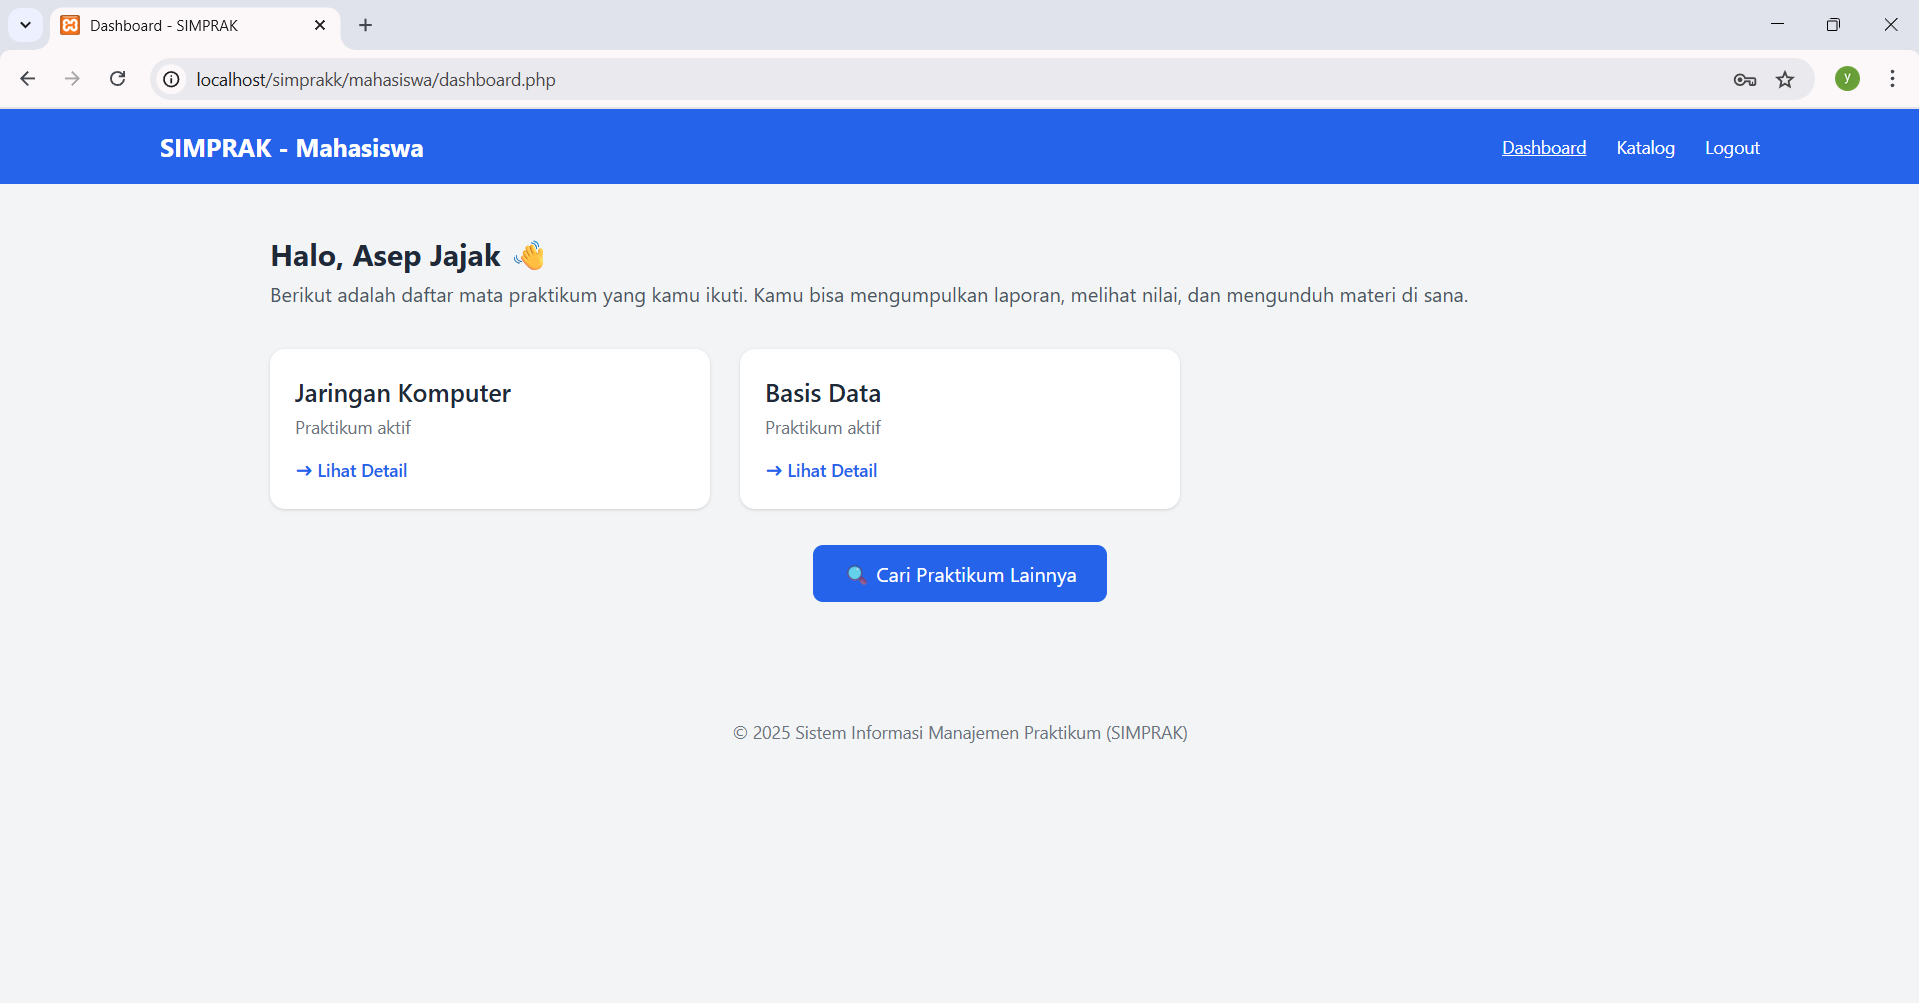 Dashboard - SIMPRAK
localhost/simprakk/mahasiswa/dashboard.php
y
SIMPRAK - Mahasiswa
Dashboard
Katalog
Logout
Halo, Asep Jajak 👋
Berikut adalah daftar mata praktikum yang kamu ikuti. Kamu bisa mengumpulkan laporan, melihat nilai, dan mengunduh materi di sana.
Jaringan Komputer
Praktikum aktif
→ Lihat Detail
Basis Data
Praktikum aktif
→ Lihat Detail
🔍 Cari Praktikum Lainnya
© 2025 Sistem Informasi Manajemen Praktikum (SIMPRAK)